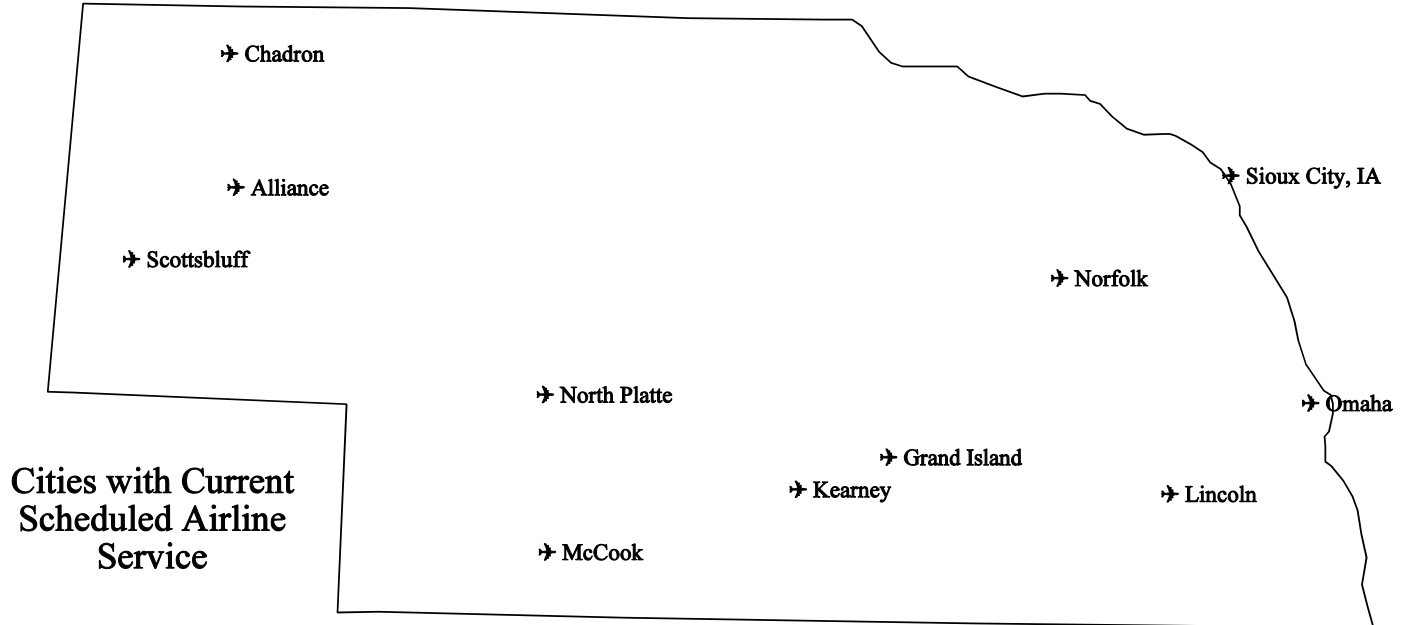 Chadron
Sioux City, IA
Alliance
Scottsbluff
Norfolk
North Platte
Omaha
Grand Island
Kearney
Lincoln
Cities with Current
Scheduled Airline
Service
McCook